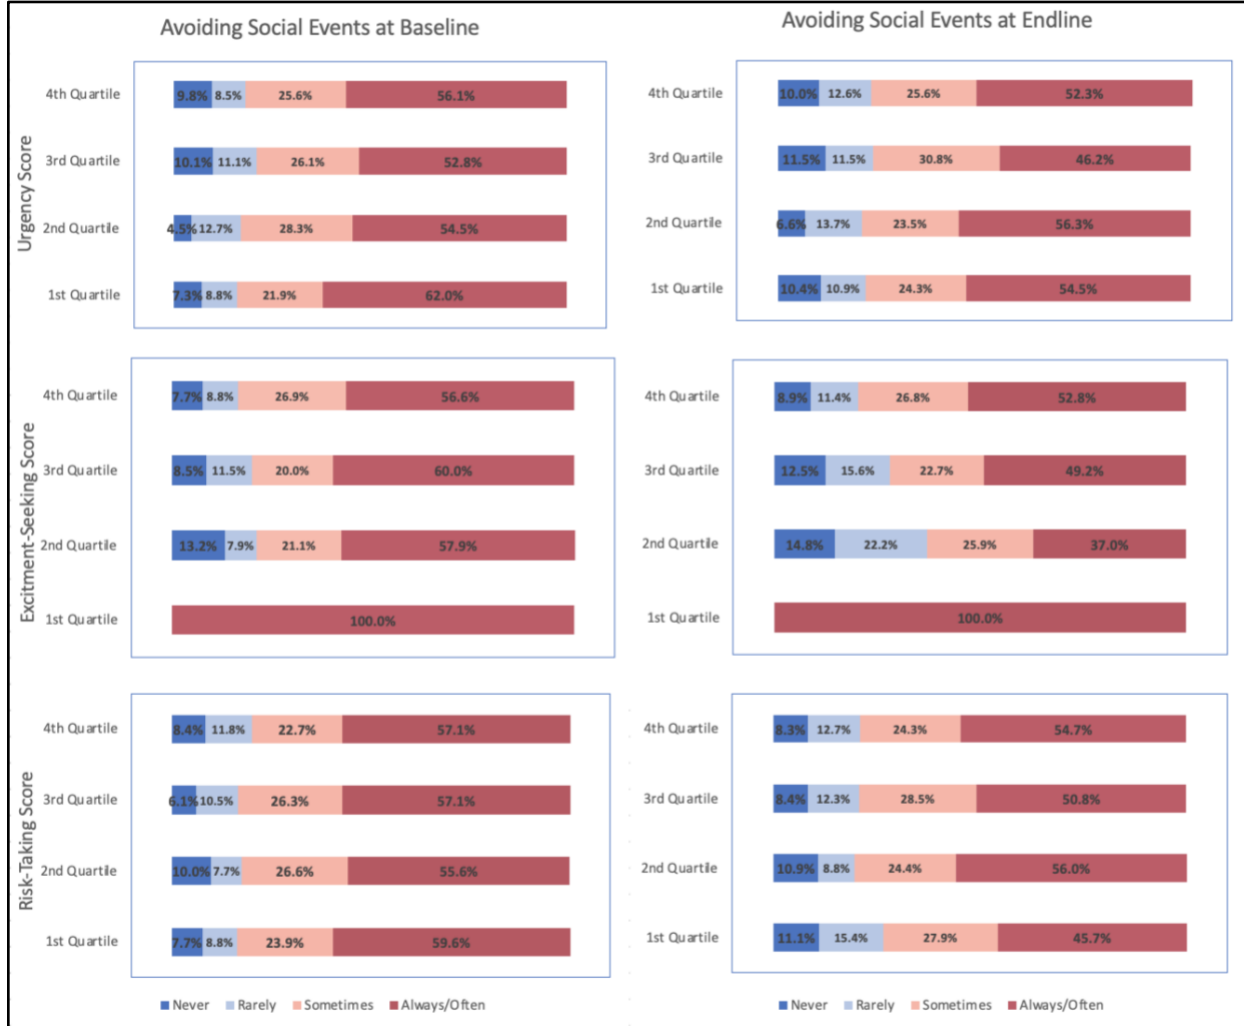 Avoiding Social Events at Baseline
Urgency Score
4th Quartile 9.8% 8.5% 25.6% 56.1%
3rd Quartile 10.1% 11.1% 26.1% 52.8%
2nd Quartile 4.5% 12.7% 28.3% 54.5%
1st Quartile 7.3% 8.8% 21.9% 62.0%
Excitment-Seeking Score
4th Quartile 7.7% 8.8% 26.9% 56.6%
3rd Quartile 8.5% 11.5% 20.0% 60.0%
2nd Quartile 13.2% 7.9% 21.1% 57.9%
1st Quartile 100.0%
Risk-Taking Score
4th Quartile 8.4% 11.8% 22.7% 57.1%
3rd Quartile 6.1% 10.5% 26.3% 57.1%
2nd Quartile 10.0% 7.7% 26.6% 55.6%
1st Quartile 7.7% 8.8% 23.9% 59.6%
Never Rarely Sometimes Always/Often
Avoiding Social Events at Endline
4th Quartile 10.0% 12.6% 25.6% 52.3%
3rd Quartile 11.5% 11.5% 30.8% 46.2%
2nd Quartile 6.6% 13.7% 23.5% 56.3%
1st Quartile 10.4% 10.9% 24.3% 54.5%
4th Quartile 8.9% 11.4% 26.8% 52.8%
3rd Quartile 12.5% 15.6% 22.7% 49.2%
2nd Quartile 14.8% 22.2% 25.9% 37.0%
1st Quartile 100.0%
4th Quartile 8.3% 12.7% 24.3% 54.7%
3rd Quartile 8.4% 12.3% 28.5% 50.8%
2nd Quartile 10.9% 8.8% 24.4% 56.0%
1st Quartile 11.1% 15.4% 27.9% 45.7%
Never Rarely Sometimes Always/Often